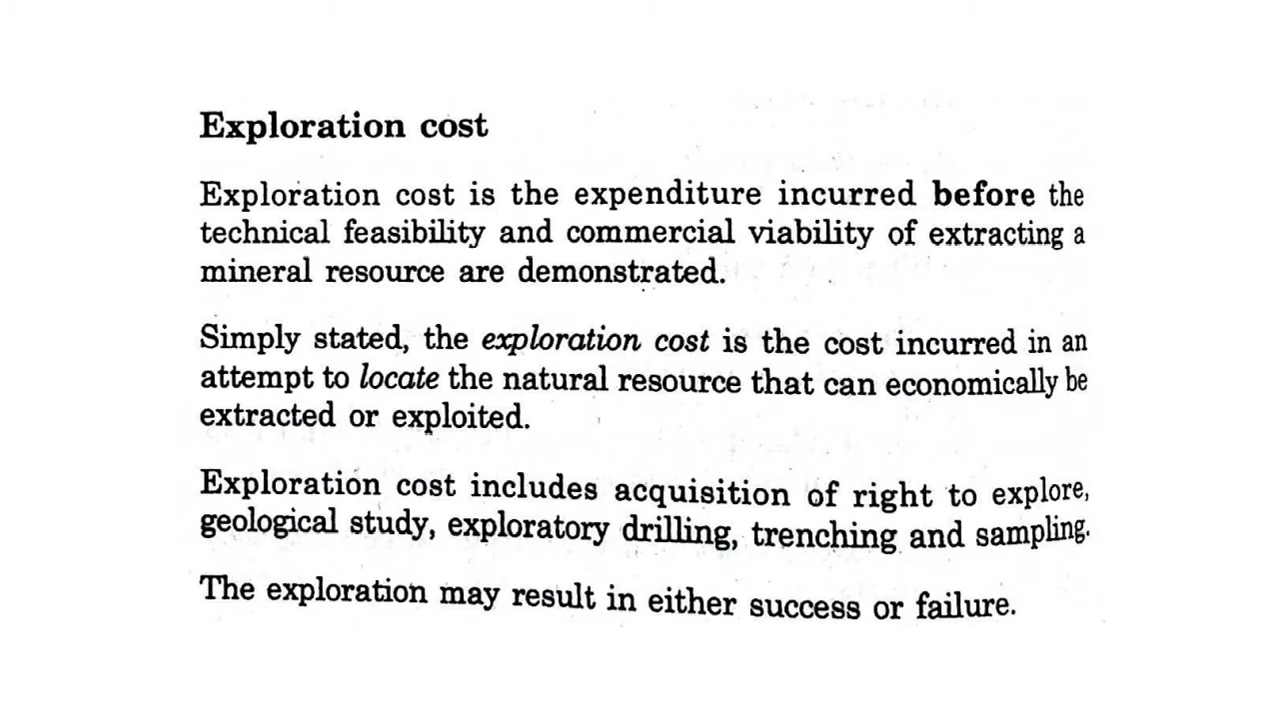 Exploration cost
Exploration cost is the expenditure incurred before the
technical feasibility and commercial viability of extracting a
mineral resource are demonstrated.
Simply stated, the exploration cost is the cost incurred in an
attempt to locate the natural resource that can economically be
extracted or exploited.
Exploration cost includes acquisition of right to explore,
geological study, exploratory drilling, trenching and sampling.
The exploration may result in either success or failure.